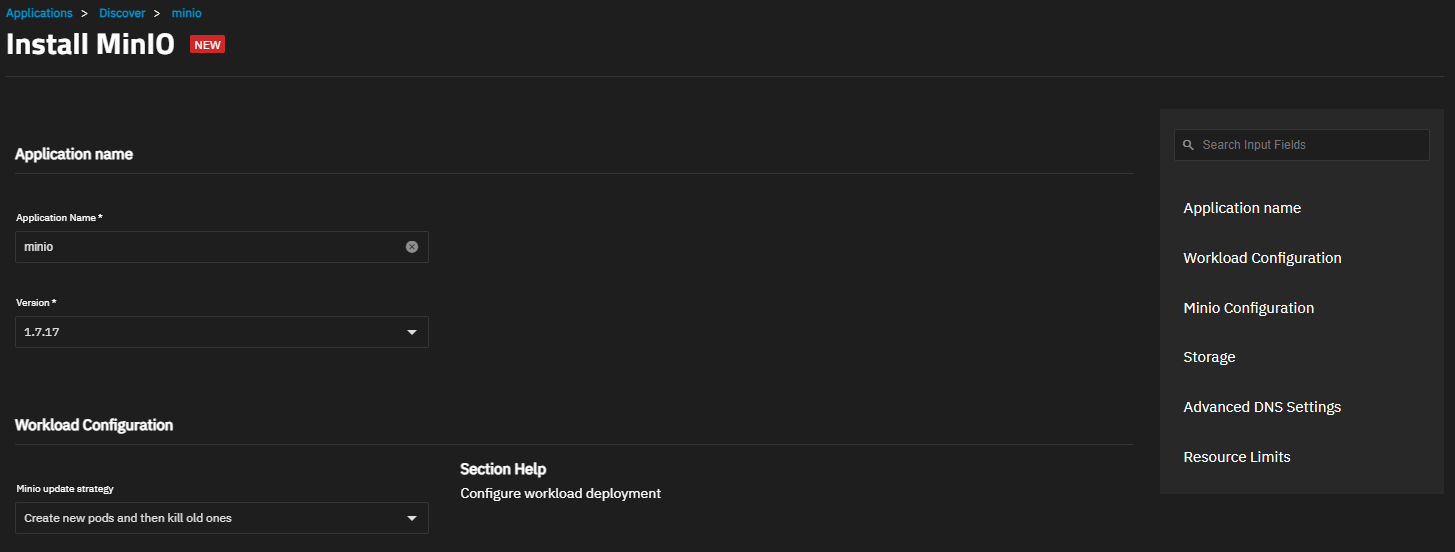 Applications > Discover > minio
Install MinIO NEW
Application name
Application Name *
minio
Version *
1.7.17
Workload Configuration
Minio update strategy
Create new pods and then kill old ones
Section Help
Configure workload deployment
Search Input Fields
Application name
Workload Configuration
Minio Configuration
Storage
Advanced DNS Settings
Resource Limits